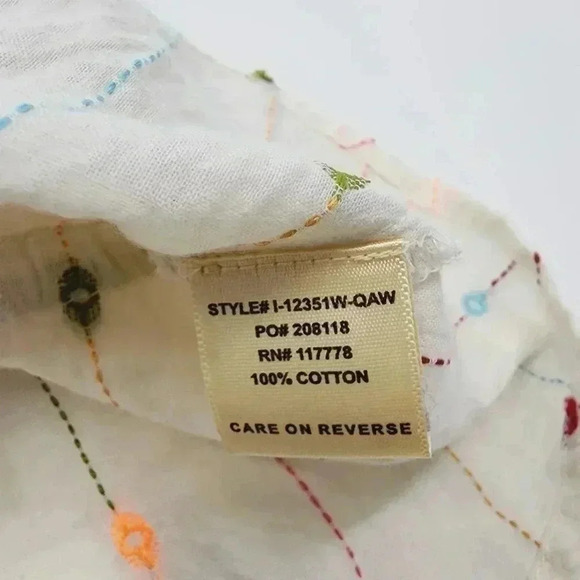 STYLE# I-12351W-QAW
PO# 208118
RN# 117778
100% COTTON
CARE ON REVERSE